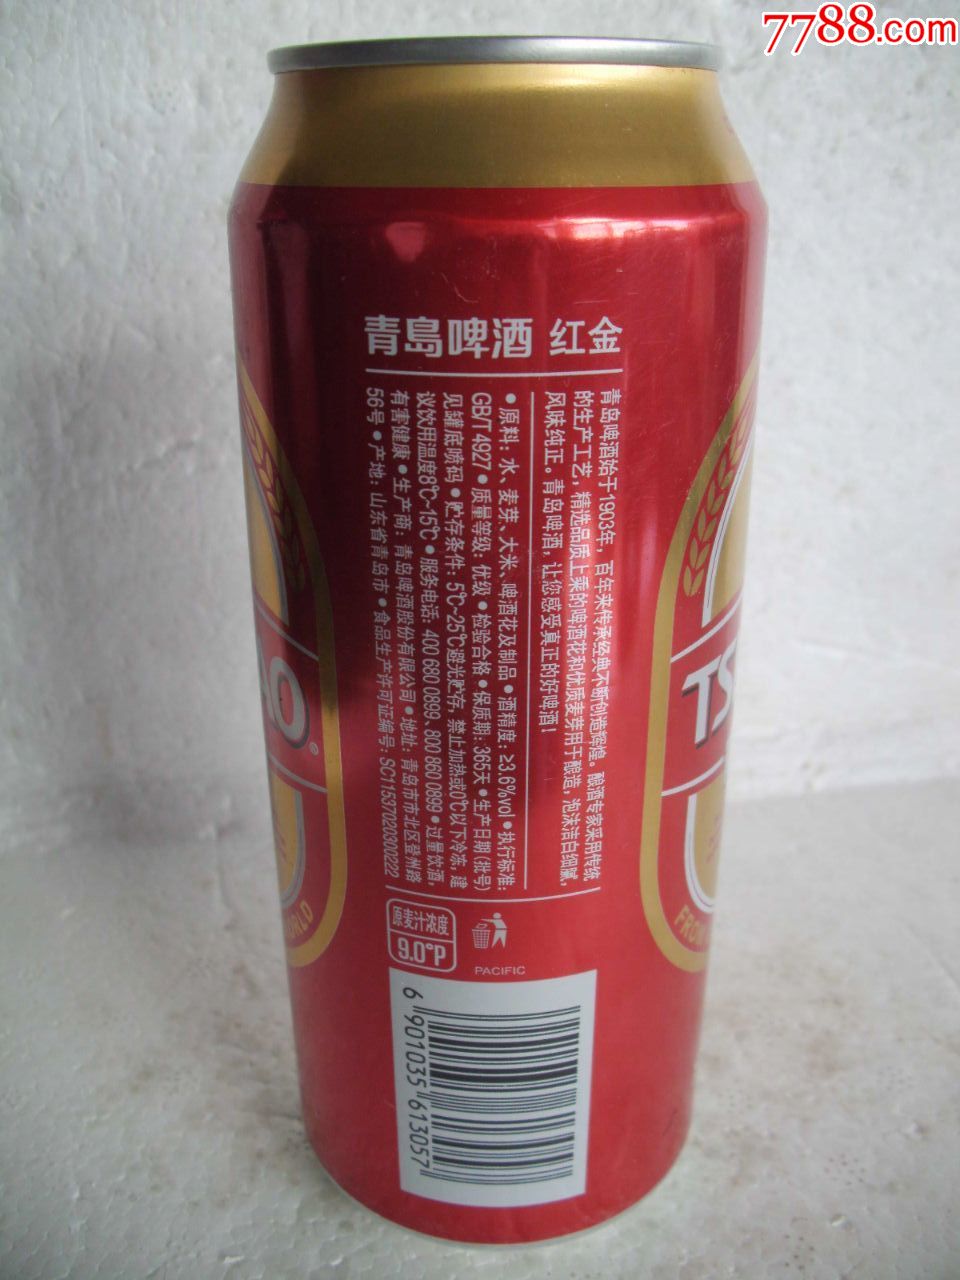 7788.com
青島啤酒 红金
青岛啤酒始于1903年，百年来传承经典不断创造辉煌。酿酒专家采用传统
的生产工艺，精选品质上乘的啤酒花和优质麦芽用于酿造，泡沫洁白细腻，
风味纯正。青岛啤酒，让您感受真正的好啤酒！
●原料：水、麦芽、大米、啤酒花及制品●酒精度：≥3.6%vol●执行标准：
GB/T 4927●质量等级：优级●检验合格●保质期：365天●生产日期(批号)
见罐底喷码●贮存条件：5℃~25℃避光贮存，禁止加热或0℃以下冷冻，建
议饮用温度8℃~15℃●服务电话：400 680 0899、800 860 0899●过量饮酒，
有害健康●生产商：青岛啤酒股份有限公司●地址：青岛市市北区登州路
56号●产地：山东省青岛市●食品生产许可证编号：SC11537020300222
原麦汁浓度
9.0°P
PACIFIC
6 901035 613057
AO®
ORLD
TS
FROM